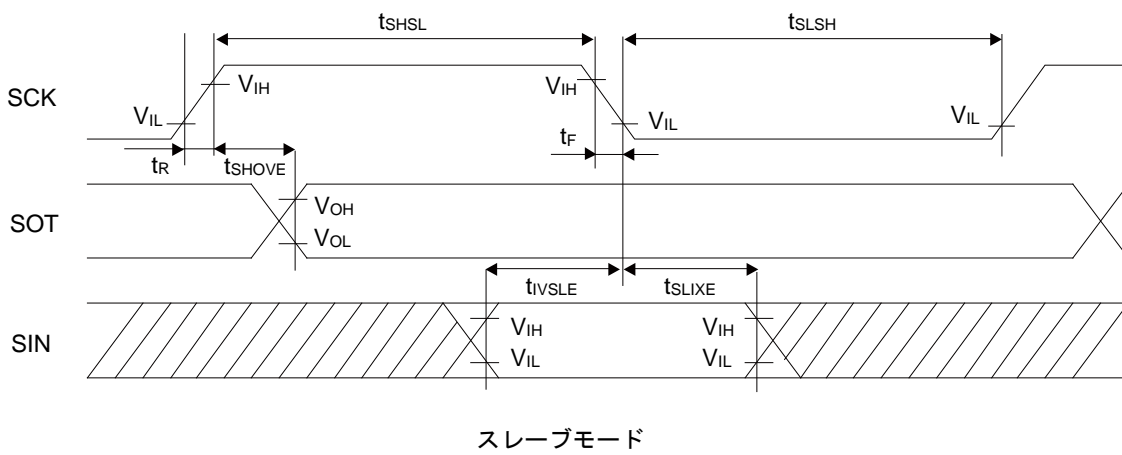 tSHSL tSLSH
SCK
VIH VIH
VIL VIL VIL
tR tSHOVE tF
SOT
VOH
VOL
tIVSLE tSLIXE
SIN
VIH VIH
VIL VIL
スレーブモード